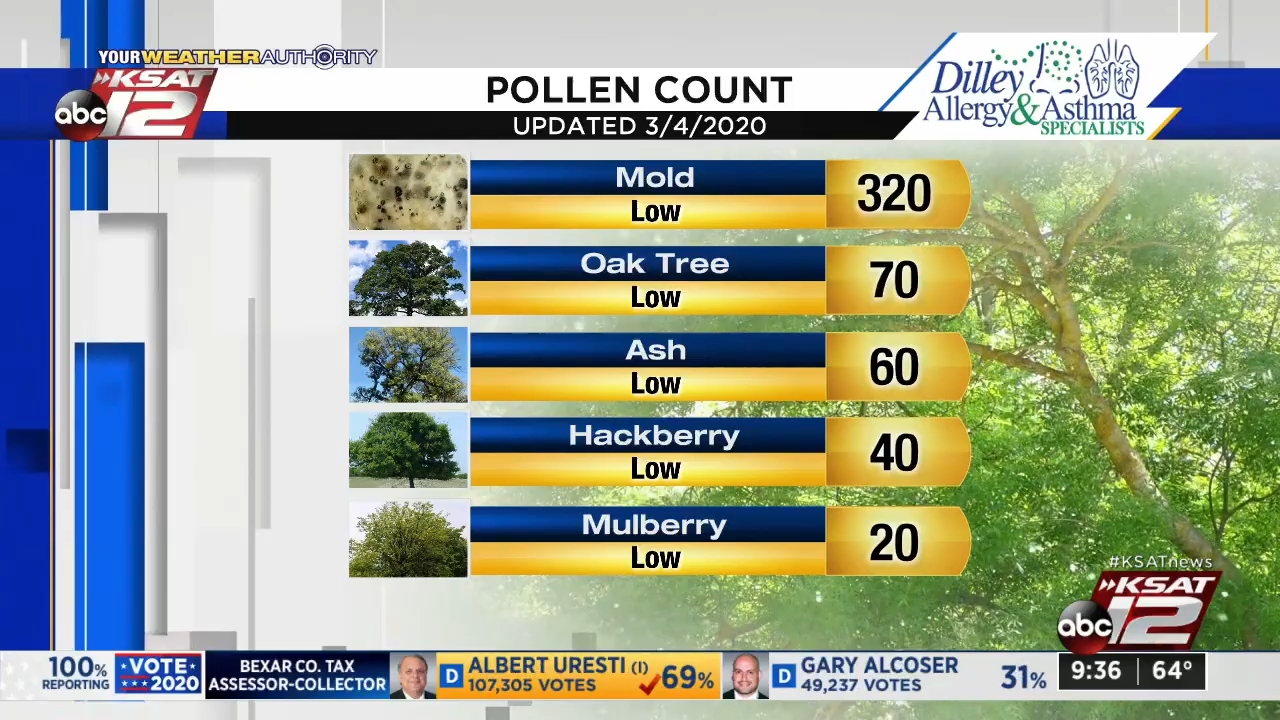 YOUR WEATHER AUTHORITY
KSAT
abc 12
POLLEN COUNT
UPDATED 3/4/2020
Dilley
Allergy & Asthma
SPECIALISTS
Mold
Low
320
Oak Tree
Low
70
Ash
Low
60
Hackberry
Low
40
Mulberry
Low
20
#KSATnews
KSAT
abc 12
100%
REPORTING
VOTE
2020
BEXAR CO. TAX
ASSESSOR-COLLECTOR
D ALBERT URESTI (I)
107,305 VOTES
69%
D GARY ALCOSER
49,237 VOTES
31%
9:36 64°